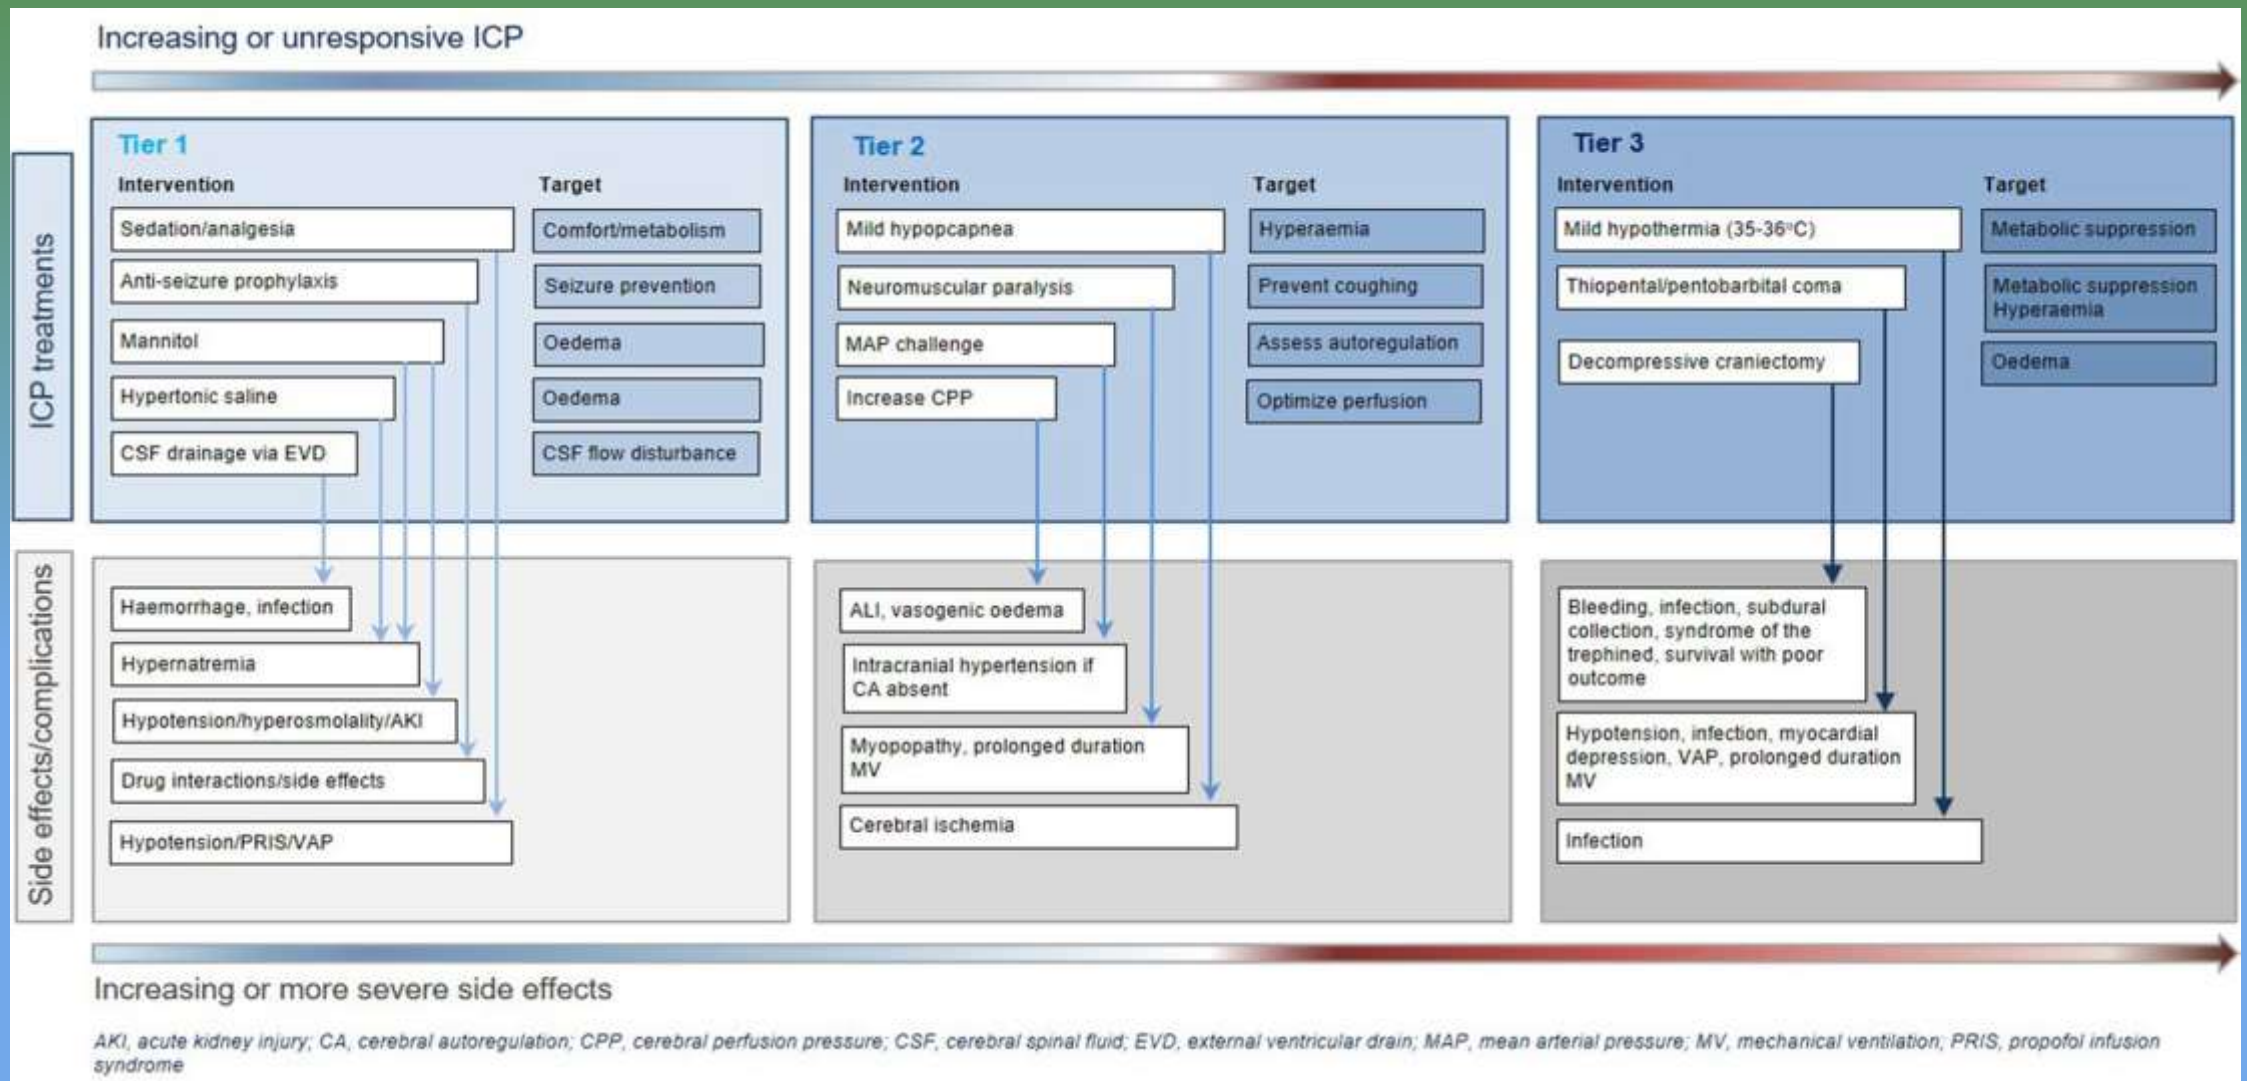 Increasing or unresponsive ICP
ICP treatments
Tier 1
Intervention
Target
Sedation/analgesia
Comfort/metabolism
Anti-seizure prophylaxis
Seizure prevention
Mannitol
Oedema
Hypertonic saline
Oedema
CSF drainage via EVD
CSF flow disturbance
Tier 2
Intervention
Target
Mild hypopcapnea
Hyperaemia
Neuromuscular paralysis
Prevent coughing
MAP challenge
Assess autoregulation
Increase CPP
Optimize perfusion
Tier 3
Intervention
Target
Mild hypothermia (35-36°C)
Metabolic suppression
Thiopental/pentobarbital coma
Metabolic suppression
Hyperaemia
Decompressive craniectomy
Oedema
Side effects/complications
Haemorrhage, infection
Hypernatremia
Hypotension/hyperosmolality/AKI
Drug interactions/side effects
Hypotension/PRIS/VAP
ALI, vasogenic oedema
Intracranial hypertension if
CA absent
Myopopathy, prolonged duration
MV
Cerebral ischemia
Bleeding, infection, subdural
collection, syndrome of the
trephined, survival with poor
outcome
Hypotension, infection, myocardial
depression, VAP, prolonged duration
MV
Infection
Increasing or more severe side effects
AKI, acute kidney injury; CA, cerebral autoregulation; CPP, cerebral perfusion pressure; CSF, cerebral spinal fluid; EVD, external ventricular drain; MAP, mean arterial pressure; MV, mechanical ventilation; PRIS, propofol infusion
syndrome